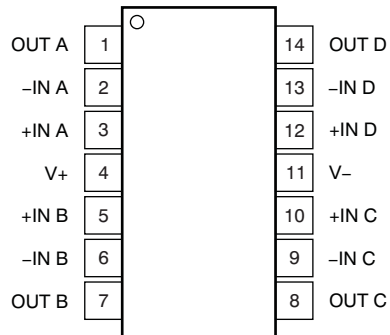 OUT A 1 14 OUT D
−IN A 2 13 −IN D
+IN A 3 12 +IN D
V+ 4 11 V−
+IN B 5 10 +IN C
−IN B 6 9 −IN C
OUT B 7 8 OUT C